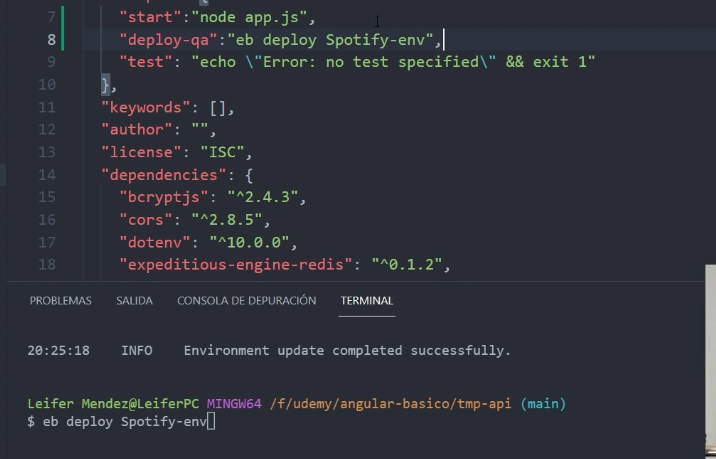 7 "start":"node app.js",
8 "deploy-qa":"eb deploy Spotify-env",
9 "test": "echo \"Error: no test specified\" && exit 1"
10 },
11 "keywords": [],
12 "author": "",
13 "license": "ISC",
14 "dependencies": {
15 "bcryptjs": "^2.4.3",
16 "cors": "^2.8.5",
17 "dotenv": "^10.0.0",
18 "expeditious-engine-redis": "^0.1.2",
PROBLEMAS SALIDA CONSOLA DE DEPURACIÓN TERMINAL
20:25:18 INFO Environment update completed successfully.
Leifer Mendez@LeiferPC MINGW64 /f/udemy/angular-basico/tmp-api (main)
$ eb deploy Spotify-env